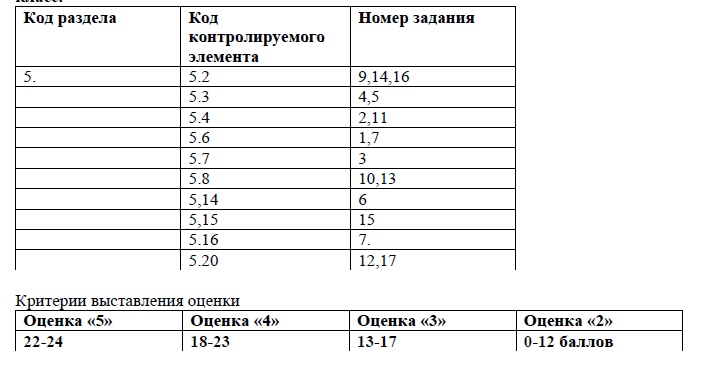 Код раздела Код контролируемого элемента Номер задания
5. 5.2 9,14,16
5.3 4,5
5.4 2,11
5.6 1,7
5.7 3
5.8 10,13
5,14 6
5,15 15
5.16 7.
5.20 12,17
Критерии выставления оценки
Оценка «5» Оценка «4» Оценка «3» Оценка «2»
22-24 18-23 13-17 0-12 баллов